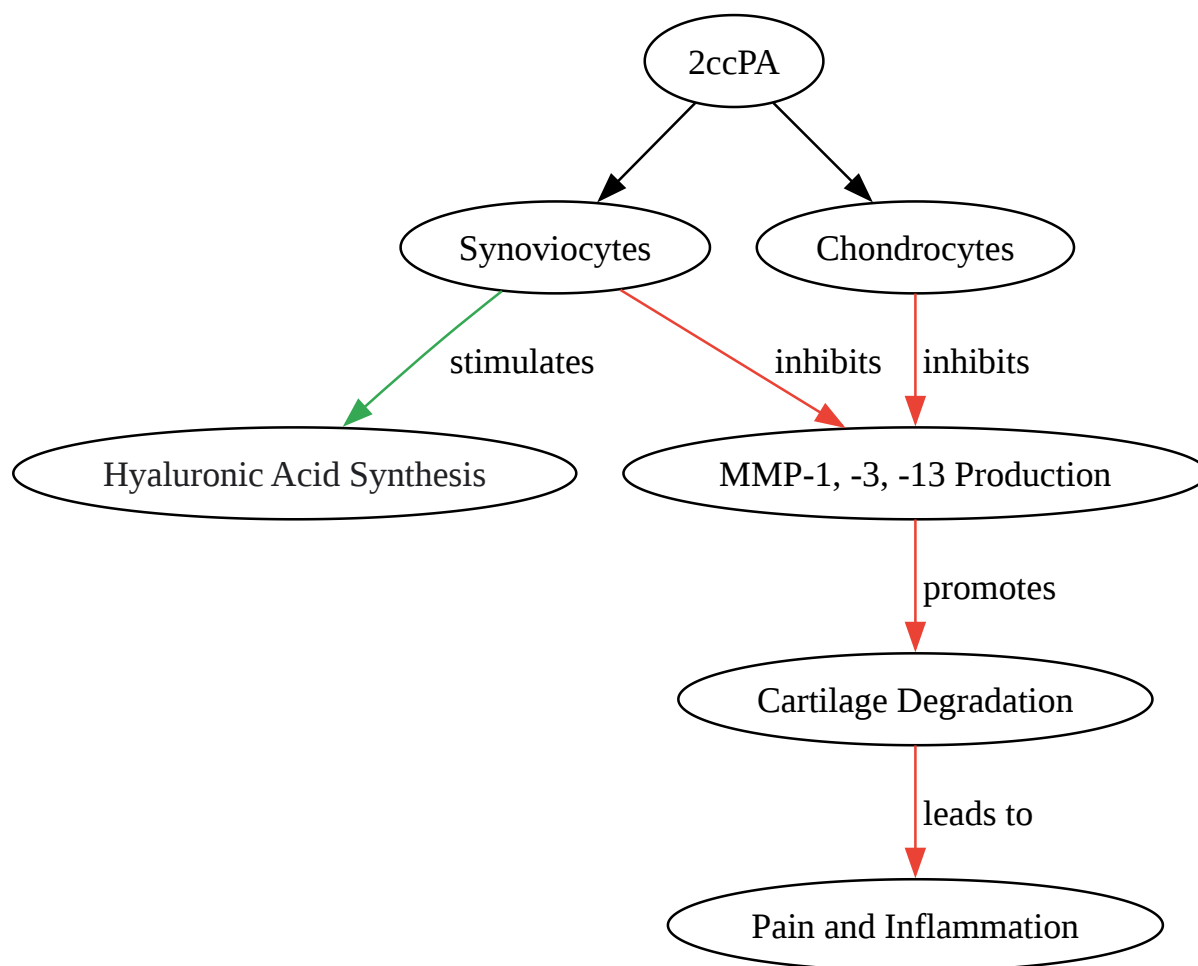 2ccPA
Synoviocytes
Chondrocytes
stimulates
inhibits
inhibits
Hyaluronic Acid Synthesis
MMP-1, -3, -13 Production
promotes
Cartilage Degradation
leads to
Pain and Inflammation